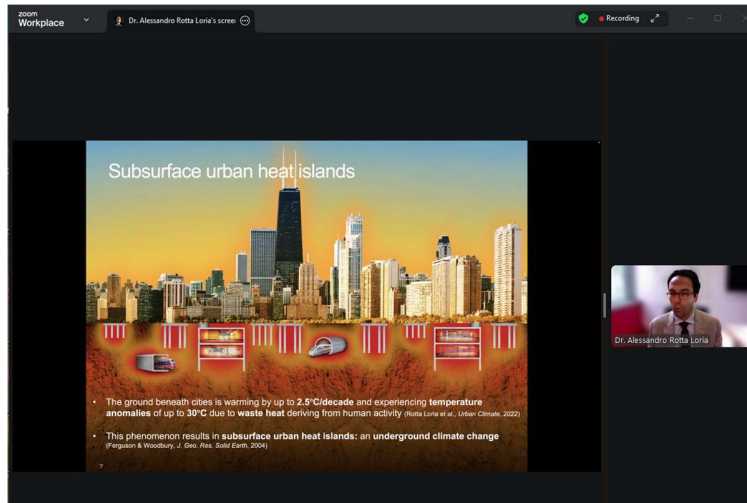 zoom
Workplace
Dr. Alessandro Rotta Loria's screen
Recording
Subsurface urban heat islands
• The ground beneath cities is warming by up to 2.5°C/decade and experiencing temperature
anomalies of up to 30°C due to waste heat deriving from human activity (Rotta Loria et al., Urban Climate, 2022)
• This phenomenon results in subsurface urban heat islands: an underground climate change
(Ferguson & Woodbury, J. Geo. Res. Solid Earth, 2004)
7
Dr. Alessandro Rotta Loria